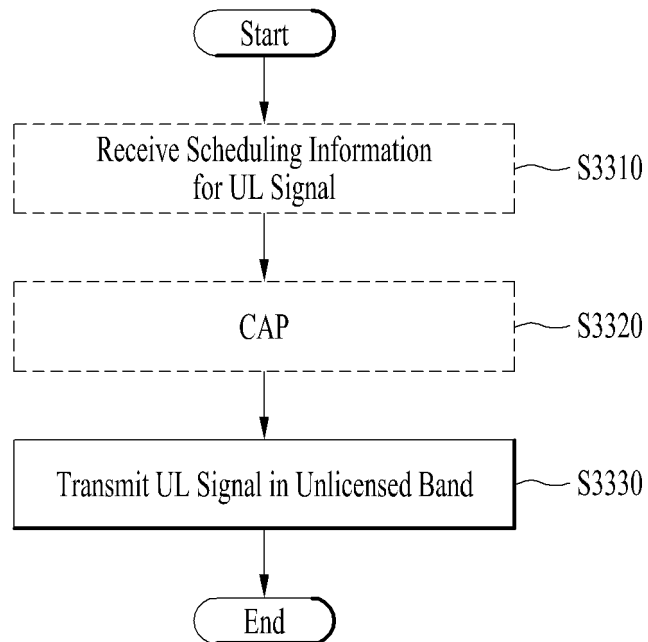 Start
Receive Scheduling Information
for UL Signal
S3310
CAP
S3320
Transmit UL Signal in Unlicensed Band
S3330
End